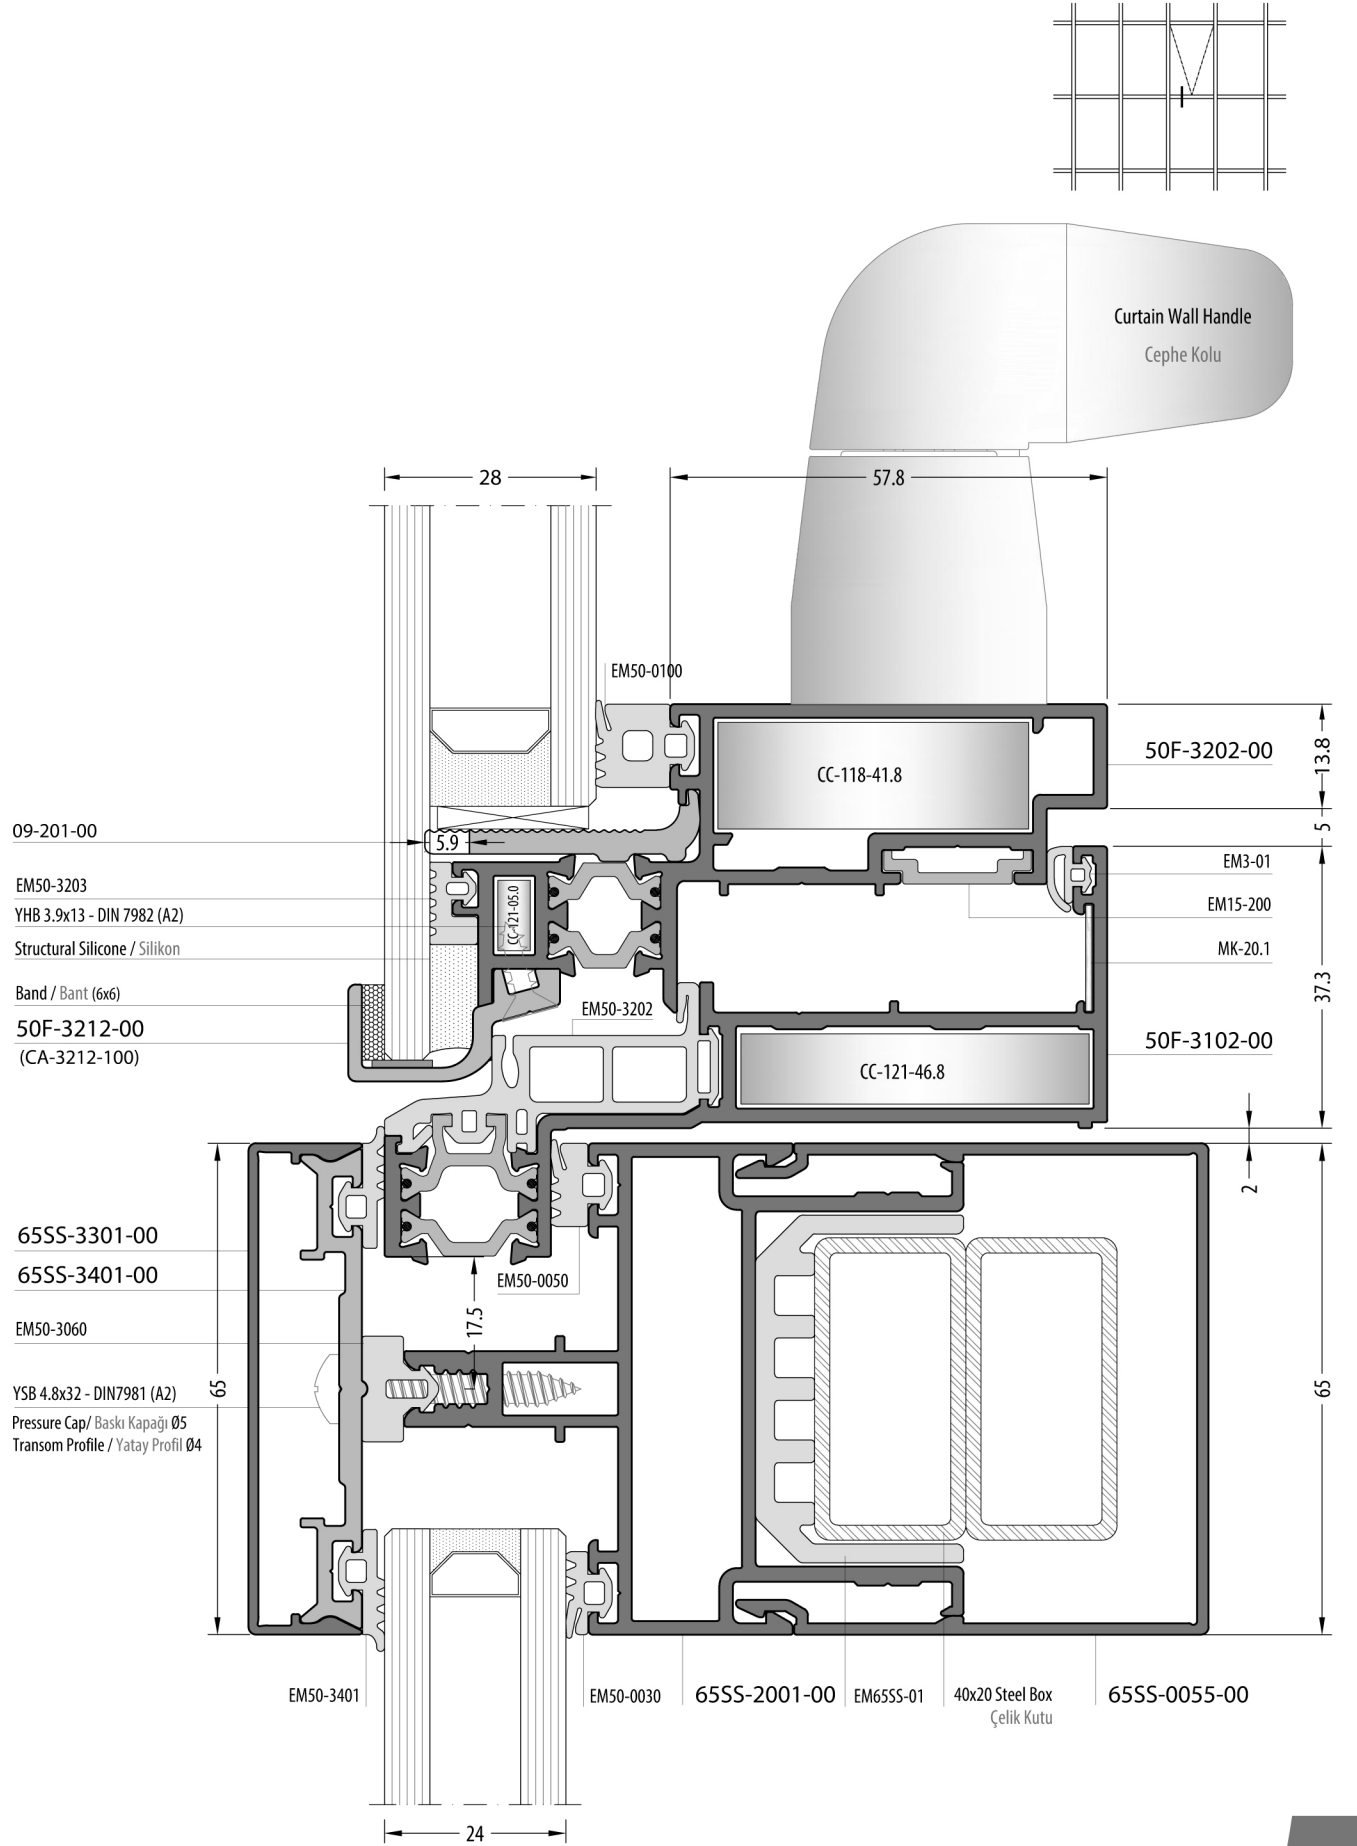 Curtain Wall Handle
Cephe Kolu
28
57.8
EM50-0100
CC-118-41.8
50F-3202-00
13.8
5
09-201-00
5.9
EM3-01
EM50-3203
CC-121-05.0
EM15-200
YHB 3.9x13 - DIN 7982 (A2)
Structural Silicone / Silikon
MK-20.1
Band / Bant (6x6)
EM50-3202
37.3
50F-3212-00
(CA-3212-100)
50F-3102-00
CC-121-46.8
2
65SS-3301-00
65SS-3401-00
EM50-0050
17.5
EM50-3060
65
65
YSB 4.8x32 - DIN7981 (A2)
Pressure Cap/ Baskı Kapağı Ø5
Transom Profile / Yatay Profil Ø4
EM50-3401
EM50-0030
65SS-2001-00
EM65SS-01
40x20 Steel Box
Çelik Kutu
65SS-0055-00
24